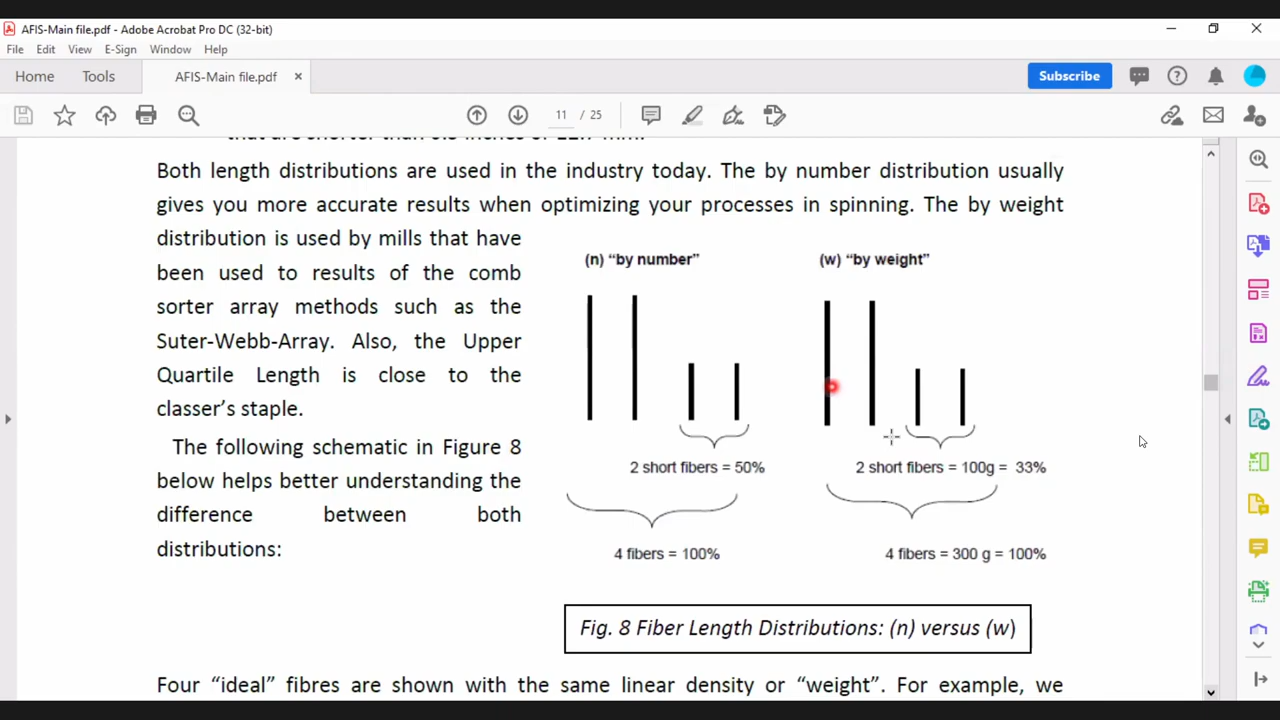 AFIS-Main file.pdf - Adobe Acrobat Pro DC (32-bit)
File Edit View E-Sign Window Help
Home Tools AFIS-Main file.pdf ×
Subscribe
11 / 25
Both length distributions are used in the industry today. The by number distribution usually
gives you more accurate results when optimizing your processes in spinning. The by weight
distribution is used by mills that have
been used to results of the comb
sorter array methods such as the
Suter-Webb-Array. Also, the Upper
Quartile Length is close to the
classer's staple.
The following schematic in Figure 8
below helps better understanding the
difference between both
distributions:
(n) “by number” (w) “by weight”
2 short fibers = 50% 2 short fibers = 100g = 33%
4 fibers = 100% 4 fibers = 300 g = 100%
Fig. 8 Fiber Length Distributions: (n) versus (w)
Four “ideal” fibres are shown with the same linear density or “weight”. For example, we